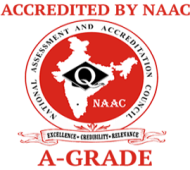 ACCREDITED BY NAAC
NATIONAL ASSESSMENT AND ACCREDITATION COUNCIL
NAAC
EXCELLENCE • CREDIBILITY • RELEVANCE
A-GRADE